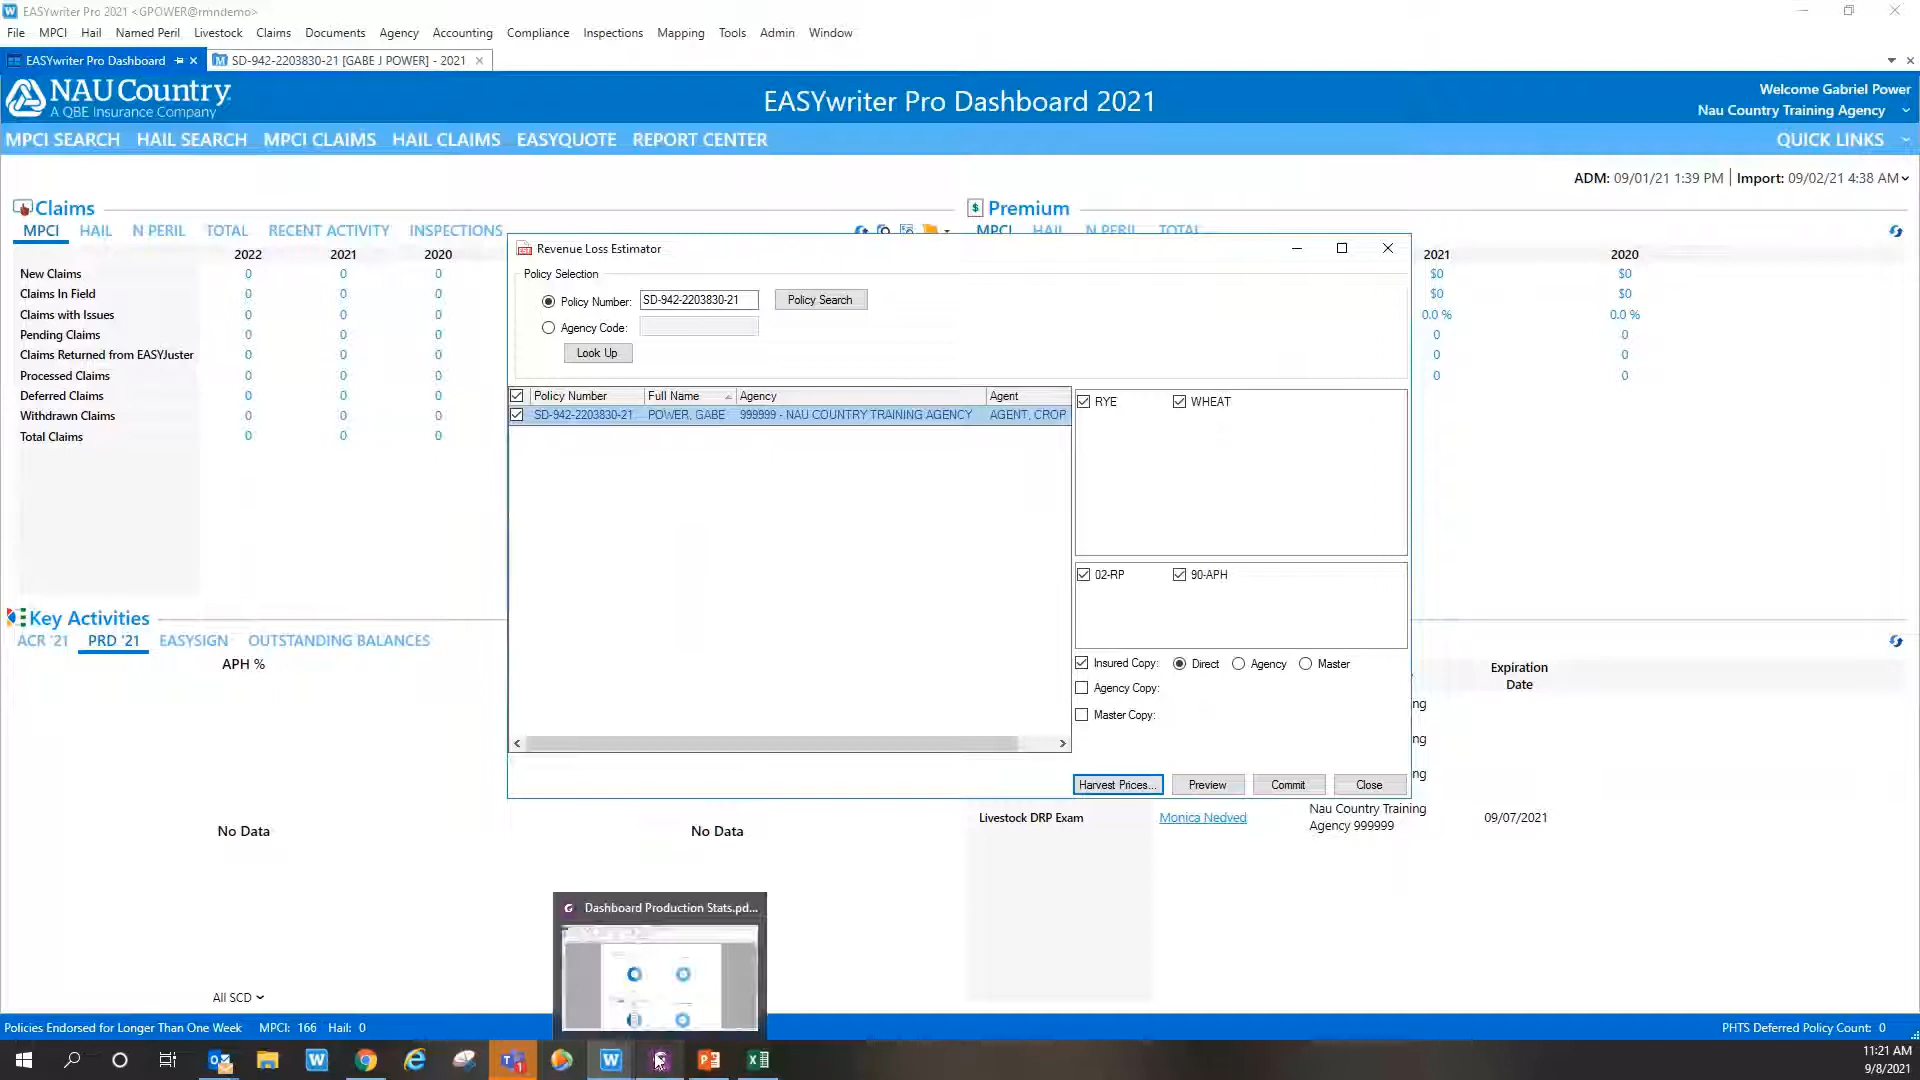 EASYwriter Pro 2021 <GPOWER@rmndemo>
File MPCI Hail Named Peril Livestock Claims Documents Agency Accounting Compliance Inspections Mapping Tools Admin Window
EASYwriter Pro Dashboard SD-942-2203830-21 [GABE J POWER] - 2021
NAU Country
A QBE Insurance Company
EASYwriter Pro Dashboard 2021
Welcome Gabriel Power
Nau Country Training Agency
MPCI SEARCH HAIL SEARCH MPCI CLAIMS HAIL CLAIMS EASYQUOTE REPORT CENTER QUICK LINKS
ADM: 09/01/21 1:39 PM | Import: 09/02/21 4:38 AM
Claims
MPCI HAIL N PERIL TOTAL RECENT ACTIVITY INSPECTIONS
2022 2021 2020
New Claims 0 0 0
Claims In Field 0 0 0
Claims with Issues 0 0 0
Pending Claims 0 0 0
Claims Returned from EASYJuster 0 0 0
Processed Claims 0 0 0
Deferred Claims 0 0 0
Withdrawn Claims 0 0 0
Total Claims 0 0 0
Premium
MPCI HAIL N PERIL TOTAL
2021 2020
$0 $0
$0 $0
0.0 % 0.0 %
0 0
0 0
0 0
Revenue Loss Estimator
Policy Selection
Policy Number: SD-942-2203830-21 Policy Search
Agency Code:
Look Up
Policy Number Full Name Agency Agent
SD-942-2203830-21 POWER, GABE 999999 - NAU COUNTRY TRAINING AGENCY AGENT, CROP
RYE WHEAT
02-RP 90-APH
Insured Copy: Direct Agency Master
Agency Copy:
Master Copy:
Harvest Prices... Preview Commit Close
Key Activities
ACR '21 PRD '21 EASYSIGN OUTSTANDING BALANCES
APH %
No Data
No Data
All SCD
Expiration
Date
ng
ng
ng
Livestock DRP Exam Monica Nedved Nau Country Training
Agency 999999 09/07/2021
Dashboard Production Stats.pd...
Policies Endorsed for Longer Than One Week MPCI: 166 Hail: 0 PHTS Deferred Policy Count: 0
11:21 AM
9/8/2021